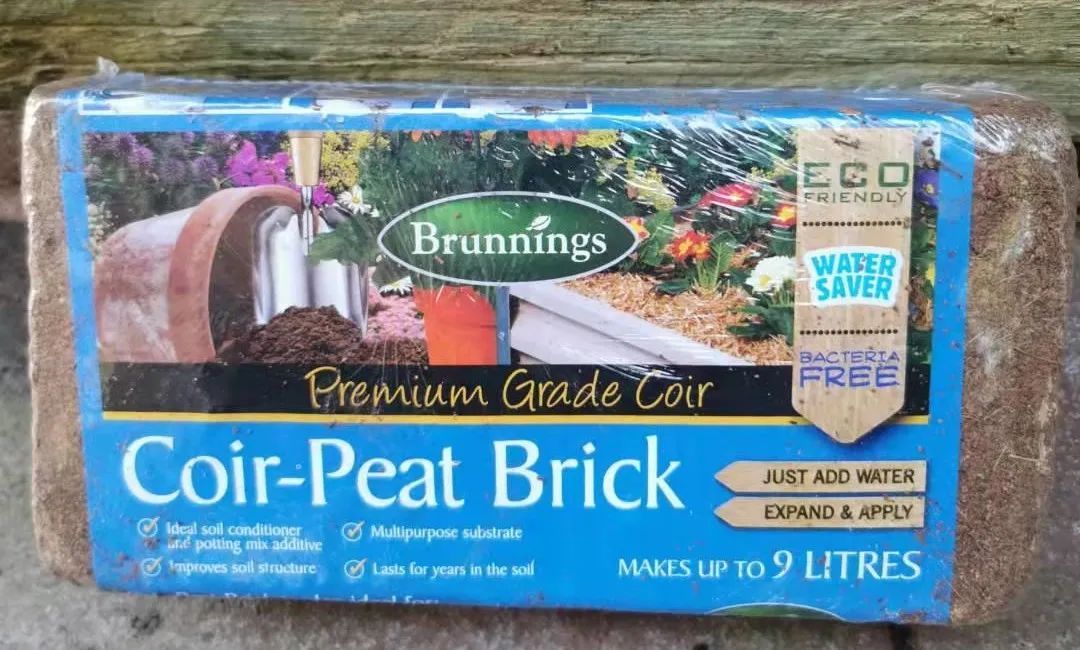 Brunnings
ECO
FRIENDLY
WATER
SAVER
BACTERIA
FREE
Premium Grade Coir
Coir-Peat Brick
JUST ADD WATER
EXPAND & APPLY
Ideal soil conditioner
and potting mix additive
Improves soil structure
Multipurpose substrate
Lasts for years in the soil
MAKES UP TO 9 LITRES